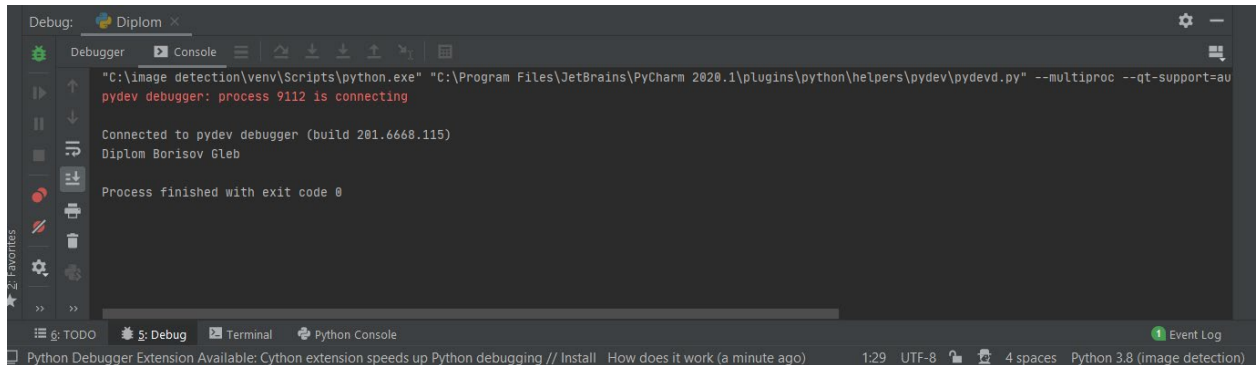 Debug: Diplom
Debugger Console
"C:\image detection\venv\Scripts\python.exe" "C:\Program Files\JetBrains\PyCharm 2020.1\plugins\python\helpers\pydev\pydevd.py" --multiproc --qt-support=au
pydev debugger: process 9112 is connecting
Connected to pydev debugger (build 201.6668.115)
Diplom Borisov Gleb
Process finished with exit code 0
2: Favorites
6: TODO 5: Debug Terminal Python Console 1 Event Log
Python Debugger Extension Available: Cython extension speeds up Python debugging // Install How does it work (a minute ago) 1:29 UTF-8 4 spaces Python 3.8 (image detection)